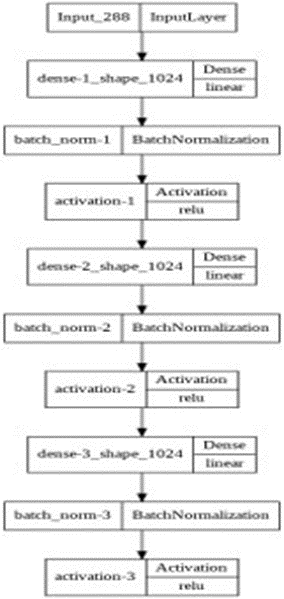 Input_288 InputLayer
dense-1_shape_1024 Dense
linear
batch_norm-1 BatchNormalization
activation-1 Activation
relu
dense-2_shape_1024 Dense
linear
batch_norm-2 BatchNormalization
activation-2 Activation
relu
dense-3_shape_1024 Dense
linear
batch_norm-3 BatchNormalization
activation-3 Activation
relu